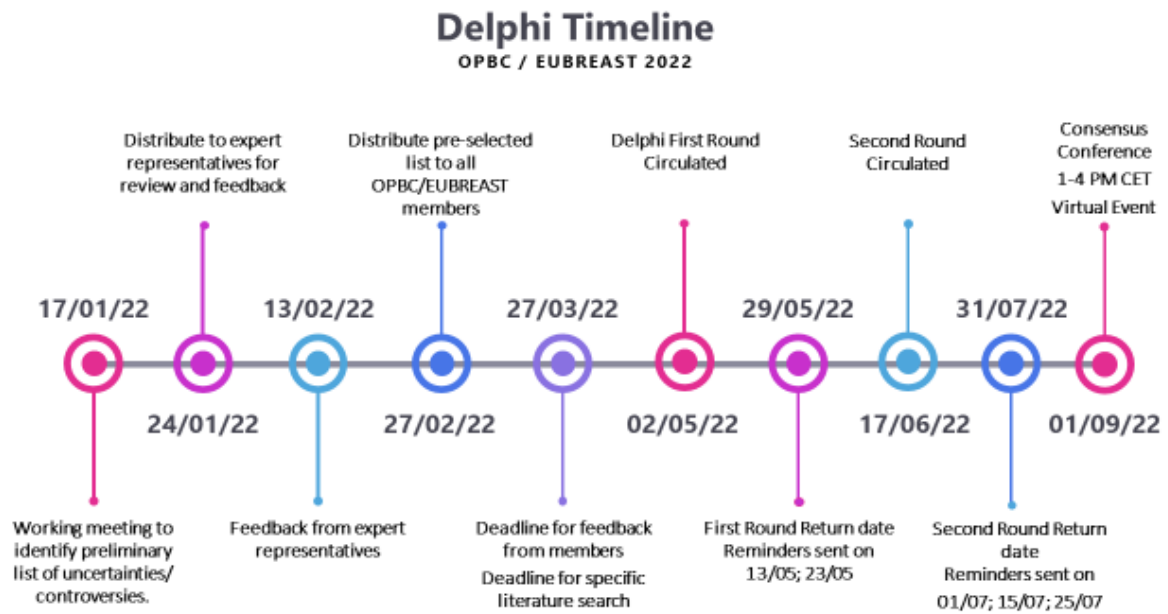 Delphi Timeline
OPBC / EUBREAST 2022
Distribute to expert
representatives for
review and feedback
Distribute pre-selected
list to all
OPBC/EUBREAST
members
Delphi First Round
Circulated
Second Round
Circulated
Consensus
Conference
1-4 PM CET
Virtual Event
17/01/22
13/02/22
27/03/22
29/05/22
31/07/22
24/01/22
27/02/22
02/05/22
17/06/22
01/09/22
Working meeting to
identify preliminary
list of uncertainties/
controversies.
Feedback from expert
representatives
Deadline for feedback
from members
Deadline for specific
literature search
First Round Return date
Reminders sent on
13/05; 23/05
Second Round Return
date
Reminders sent on
01/07; 15/07; 25/07